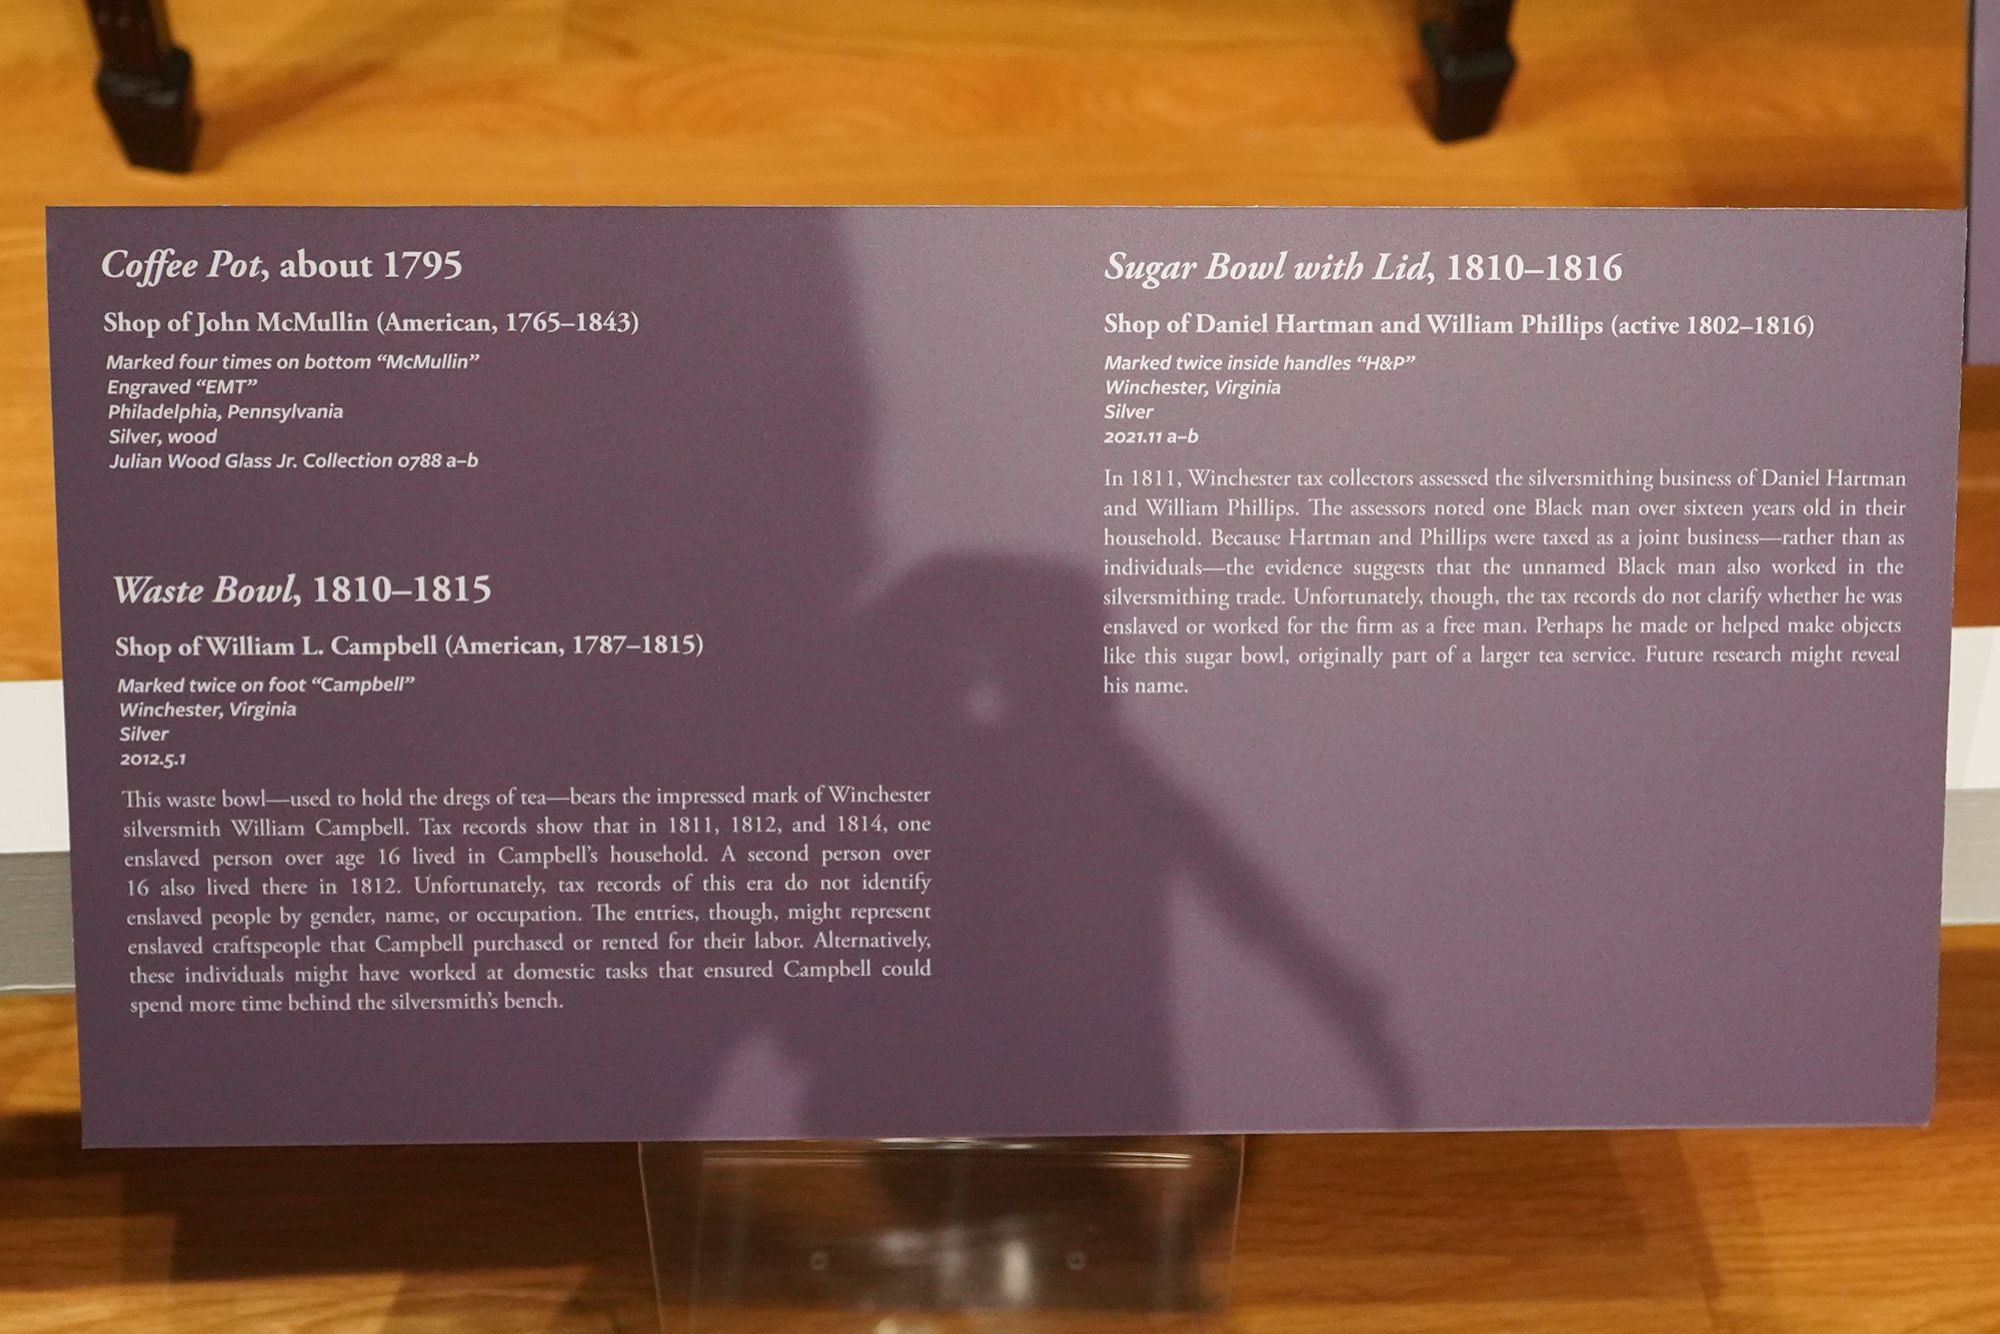 Coffee Pot, about 1795
Shop of John McMullin (American, 1765–1843)
Marked four times on bottom “McMullin”
Engraved “EMT”
Philadelphia, Pennsylvania
Silver, wood
Julian Wood Glass Jr. Collection 0788 a–b
Waste Bowl, 1810–1815
Shop of William L. Campbell (American, 1787–1815)
Marked twice on foot “Campbell”
Winchester, Virginia
Silver
2012.5.1
This waste bowl—used to hold the dregs of tea—bears the impressed mark of Winchester
silversmith William Campbell. Tax records show that in 1811, 1812, and 1814, one
enslaved person over age 16 lived in Campbell’s household. A second person over
16 also lived there in 1812. Unfortunately, tax records of this era do not identify
enslaved people by gender, name, or occupation. The entries, though, might represent
enslaved craftspeople that Campbell purchased or rented for their labor. Alternatively,
these individuals might have worked at domestic tasks that ensured Campbell could
spend more time behind the silversmith’s bench.
Sugar Bowl with Lid, 1810–1816
Shop of Daniel Hartman and William Phillips (active 1802–1816)
Marked twice inside handles “H&P”
Winchester, Virginia
Silver
2021.11 a–b
In 1811, Winchester tax collectors assessed the silversmithing business of Daniel Hartman
and William Phillips. The assessors noted one Black man over sixteen years old in their
household. Because Hartman and Phillips were taxed as a joint business—rather than as
individuals—the evidence suggests that the unnamed Black man also worked in the
silversmithing trade. Unfortunately, though, the tax records do not clarify whether he was
enslaved or worked for the firm as a free man. Perhaps he made or helped make objects
like this sugar bowl, originally part of a larger tea service. Future research might reveal
his name.